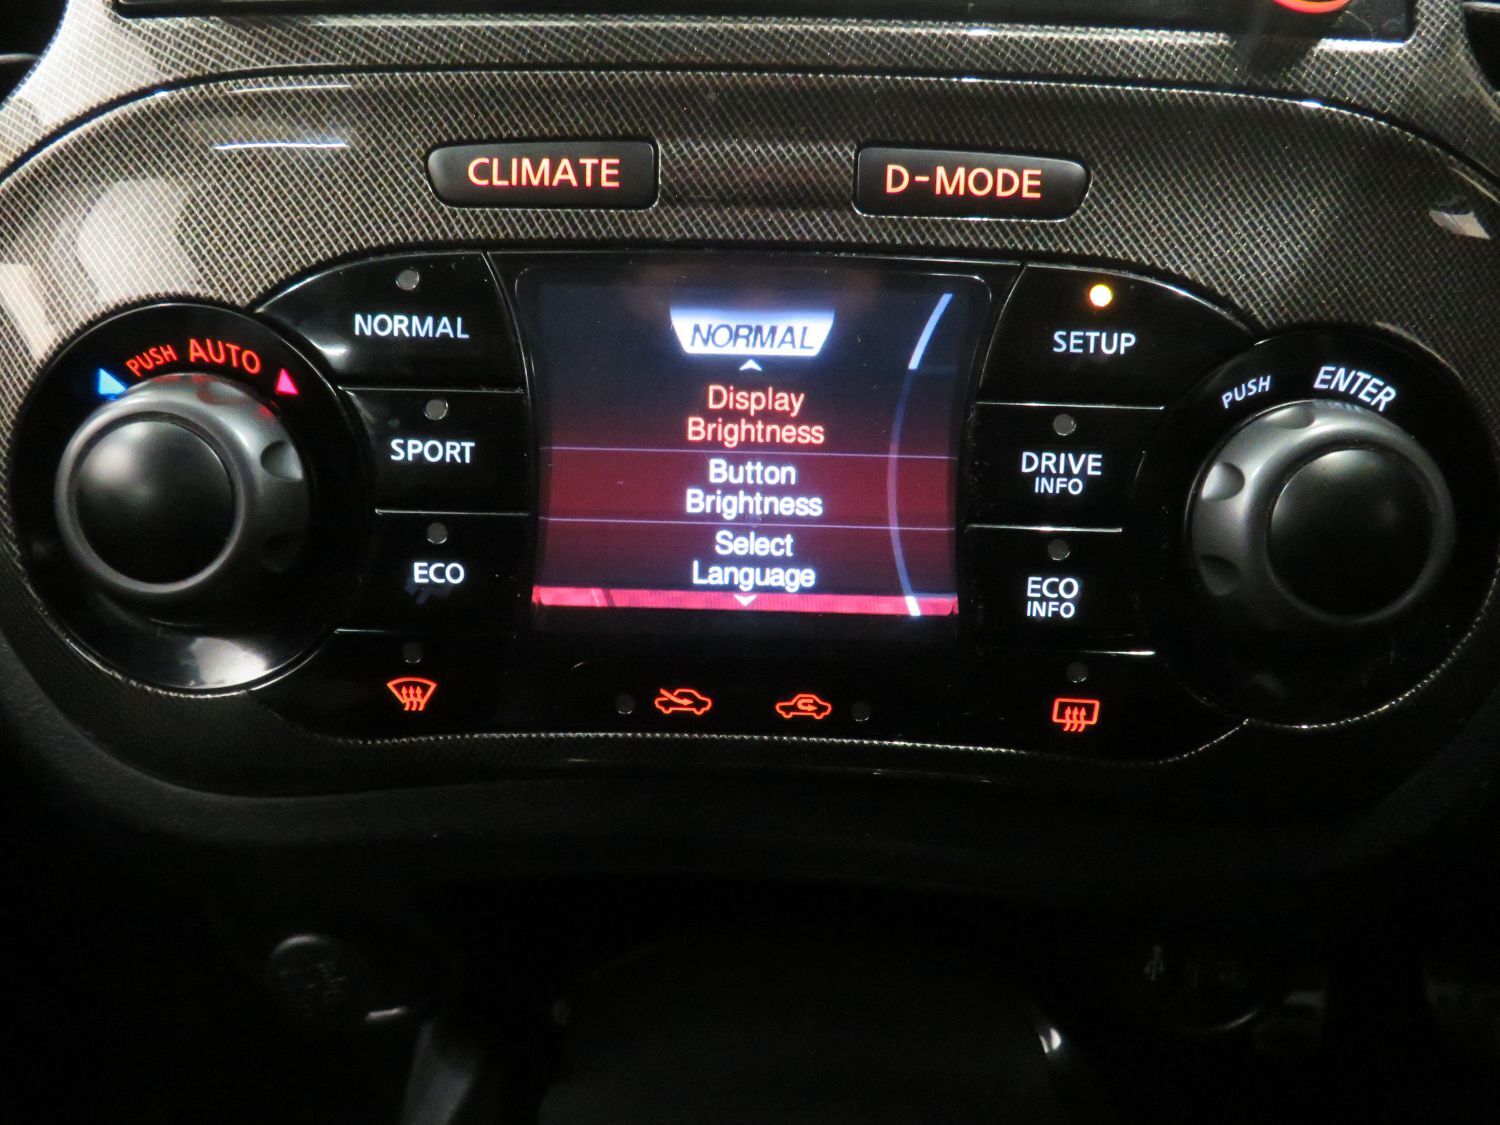 CLIMATE
D-MODE
NORMAL
SPORT
ECO
PUSH AUTO
NORMAL
Display
Brightness
Button
Brightness
Select
Language
SETUP
DRIVE
INFO
ECO
INFO
PUSH ENTER